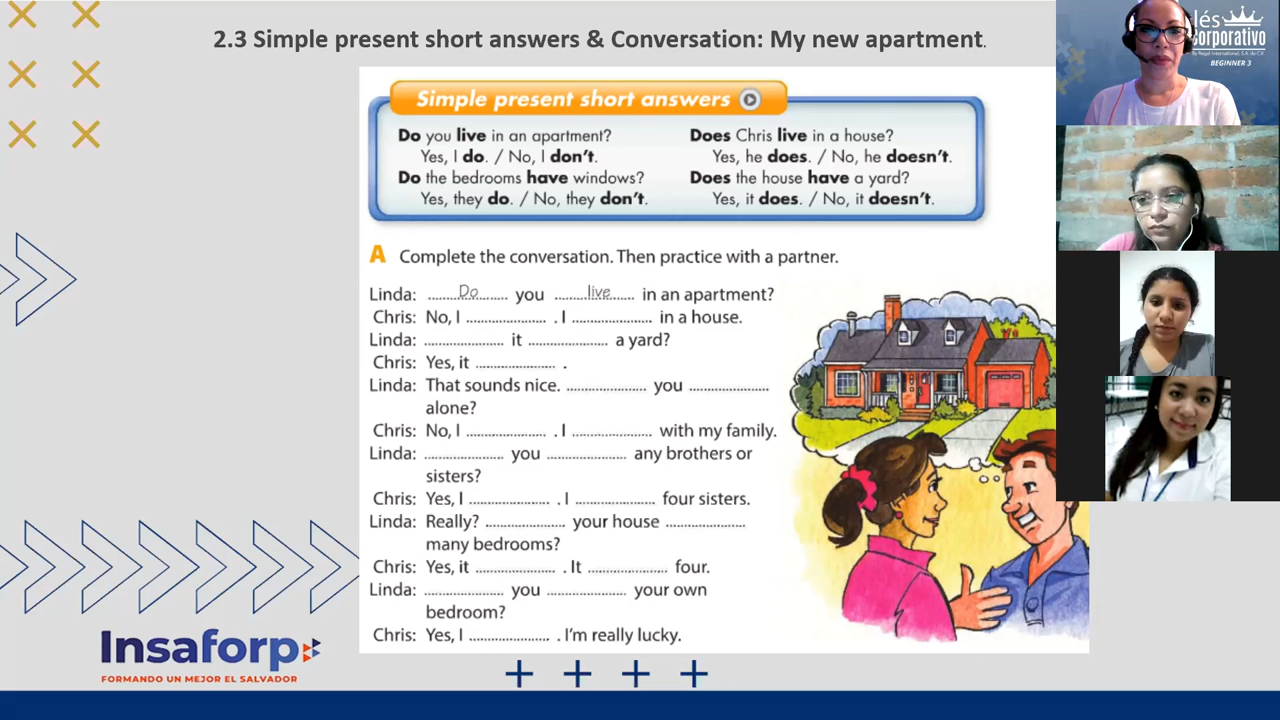 2.3 Simple present short answers & Conversation: My new apartment.
Simple present short answers
Do you live in an apartment?
Yes, I do. / No, I don't.
Do the bedrooms have windows?
Yes, they do. / No, they don't.
Does Chris live in a house?
Yes, he does. / No, he doesn't.
Does the house have a yard?
Yes, it does. / No, it doesn't.
A Complete the conversation. Then practice with a partner.
Linda: ....Do.... you ....live.... in an apartment?
Chris: No, I .................... . I .................... in a house.
Linda: .................... it .................... a yard?
Chris: Yes, it .................... .
Linda: That sounds nice. .................... you ....................
alone?
Chris: No, I .................... . I .................... with my family.
Linda: .................... you .................... any brothers or
sisters?
Chris: Yes, I .................... . I .................... four sisters.
Linda: Really? .................... your house ....................
many bedrooms?
Chris: Yes, it .................... . It .................... four.
Linda: .................... you .................... your own
bedroom?
Chris: Yes, I .................... . I'm really lucky.
Insaforp
FORMANDO UN MEJOR EL SALVADOR
lés
corporativo
By Regal International, S.A. de C.V.
BEGINNER 3